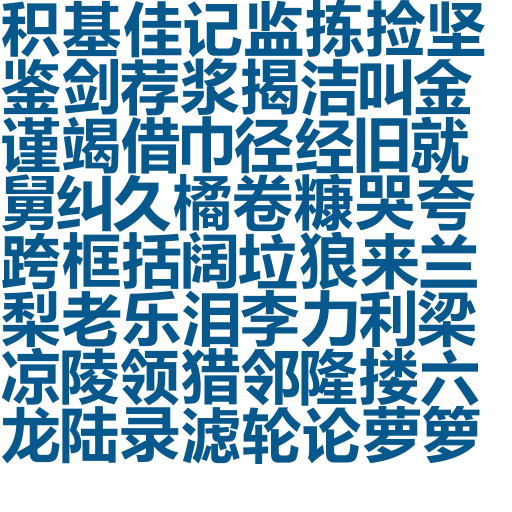 积基佳记监拣捡坚
鉴剑荐浆揭洁叫金
谨竭借巾径经旧就
舅纠久橘卷糠哭夸
跨框括阔垃狼来兰
梨老乐泪李力利梁
凉陵领猎邻隆搂六
龙陆录滤轮论萝箩